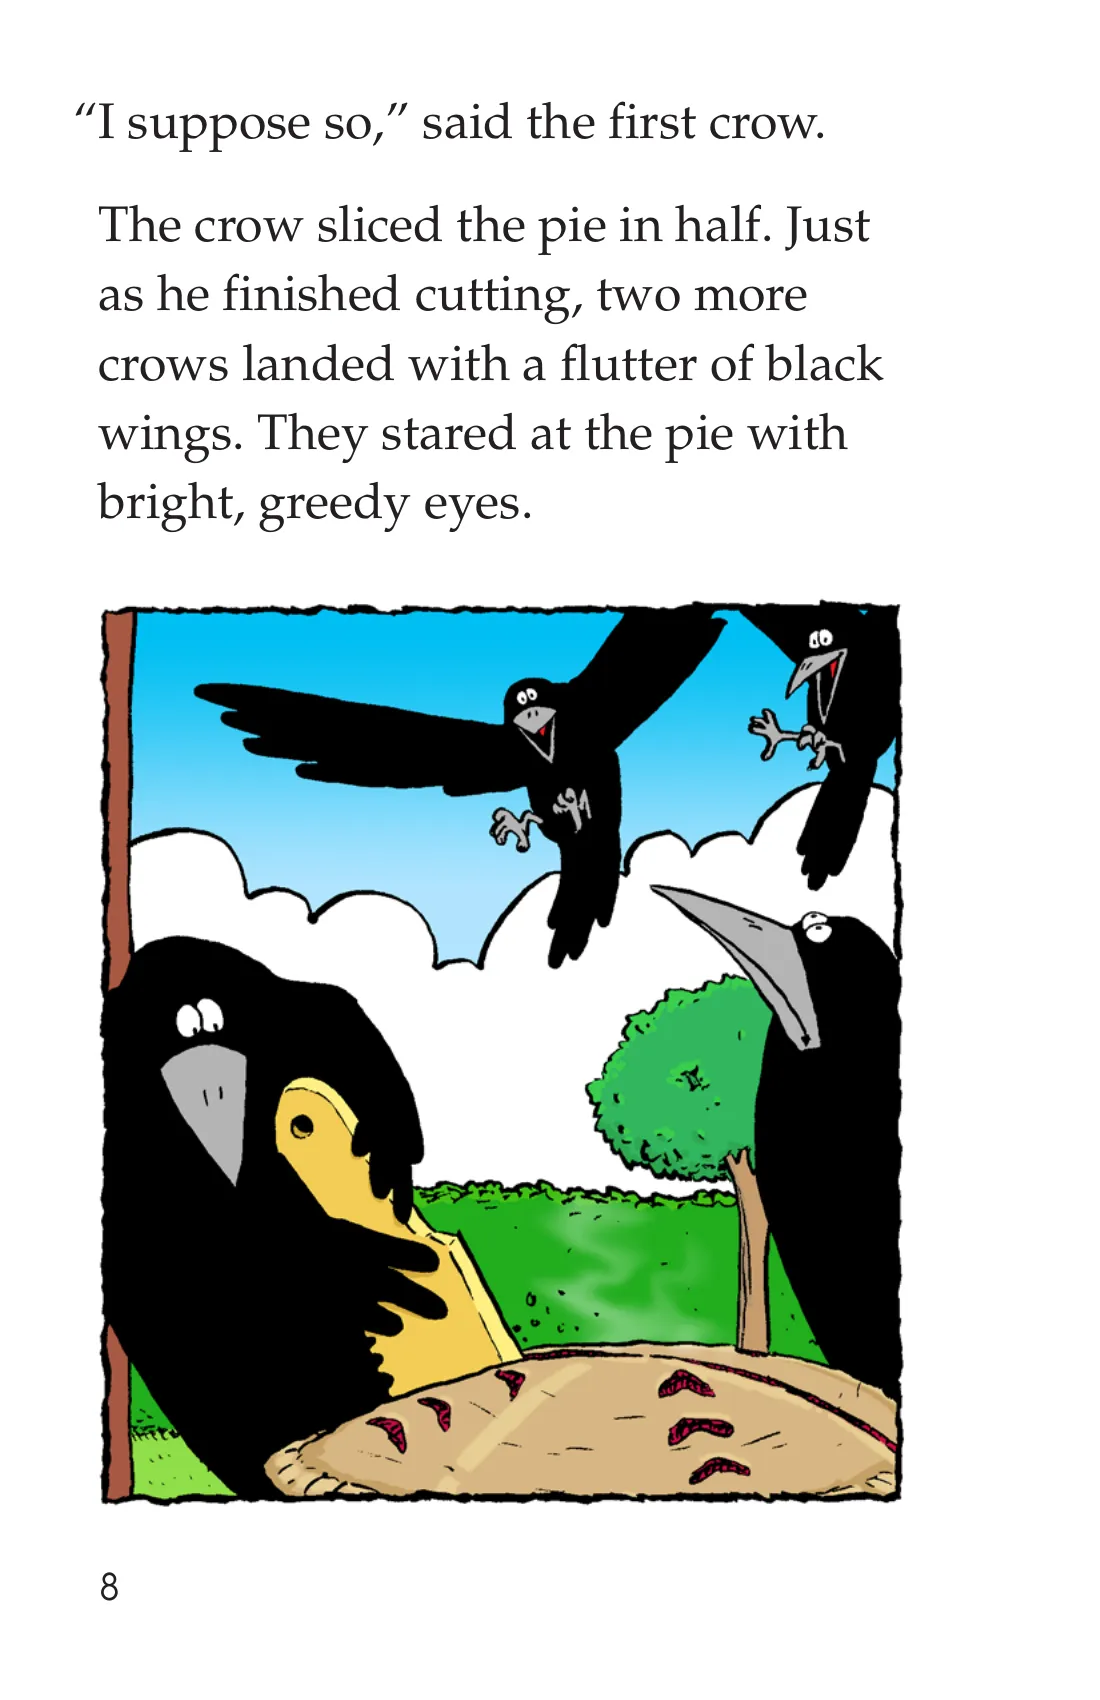 “I suppose so,” said the first crow.
The crow sliced the pie in half. Just
as he finished cutting, two more
crows landed with a flutter of black
wings. They stared at the pie with
bright, greedy eyes.
8